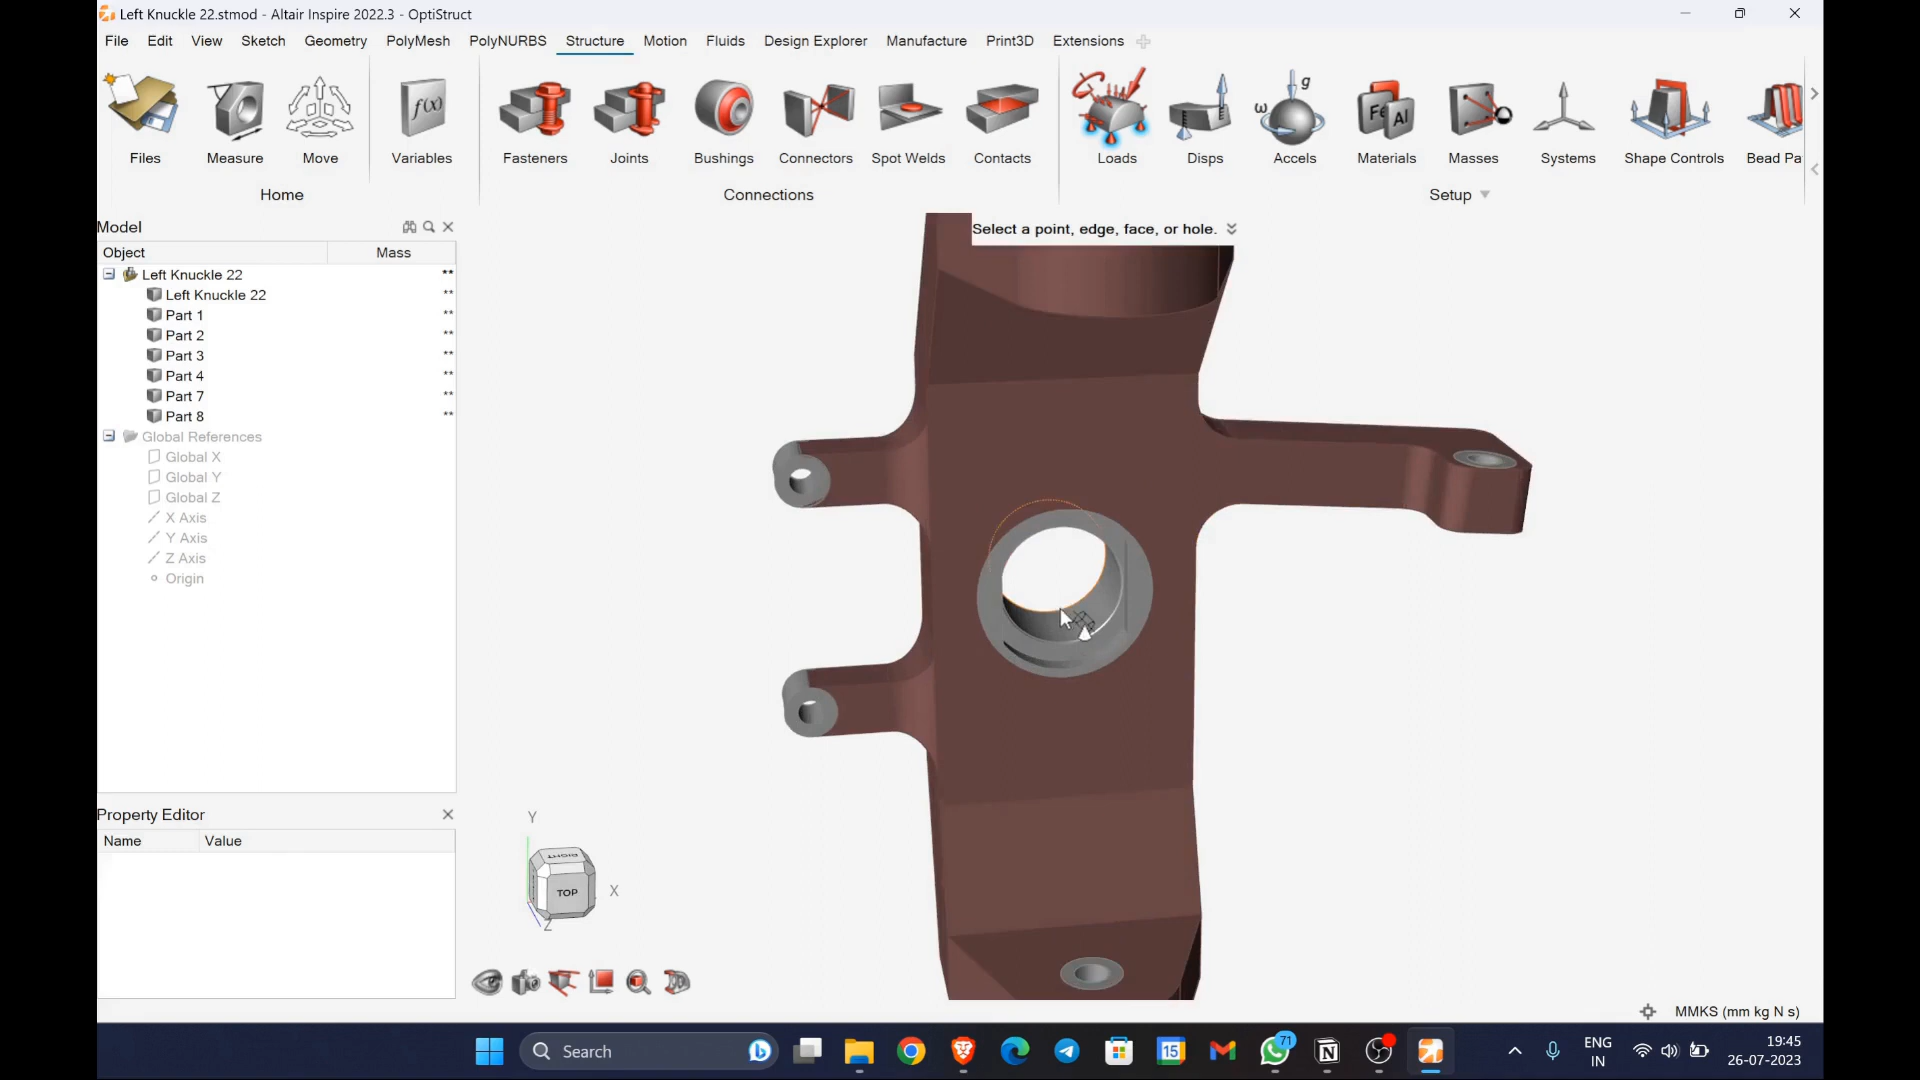 Left Knuckle 22.stmod - Altair Inspire 2022.3 - OptiStruct
File Edit View Sketch Geometry PolyMesh PolyNURBS Structure Motion Fluids Design Explorer Manufacture Print3D Extensions
f(x) g ω Fe Al
Files Measure Move Variables Fasteners Joints Bushings Connectors Spot Welds Contacts Loads Disps Accels Materials Masses Systems Shape Controls Bead Pa
Home Connections Setup
Model
Select a point, edge, face, or hole.
Object Mass
Left Knuckle 22 **
Left Knuckle 22 **
Part 1 **
Part 2 **
Part 3 **
Part 4 **
Part 7 **
Part 8 **
Global References
Global X
Global Y
Global Z
X Axis
Y Axis
Z Axis
Origin
Property Editor
Name Value
Y
RIGHT
TOP
X
Z
MMKS (mm kg N s)
Search
15
71
ENG
IN
19:45
26-07-2023